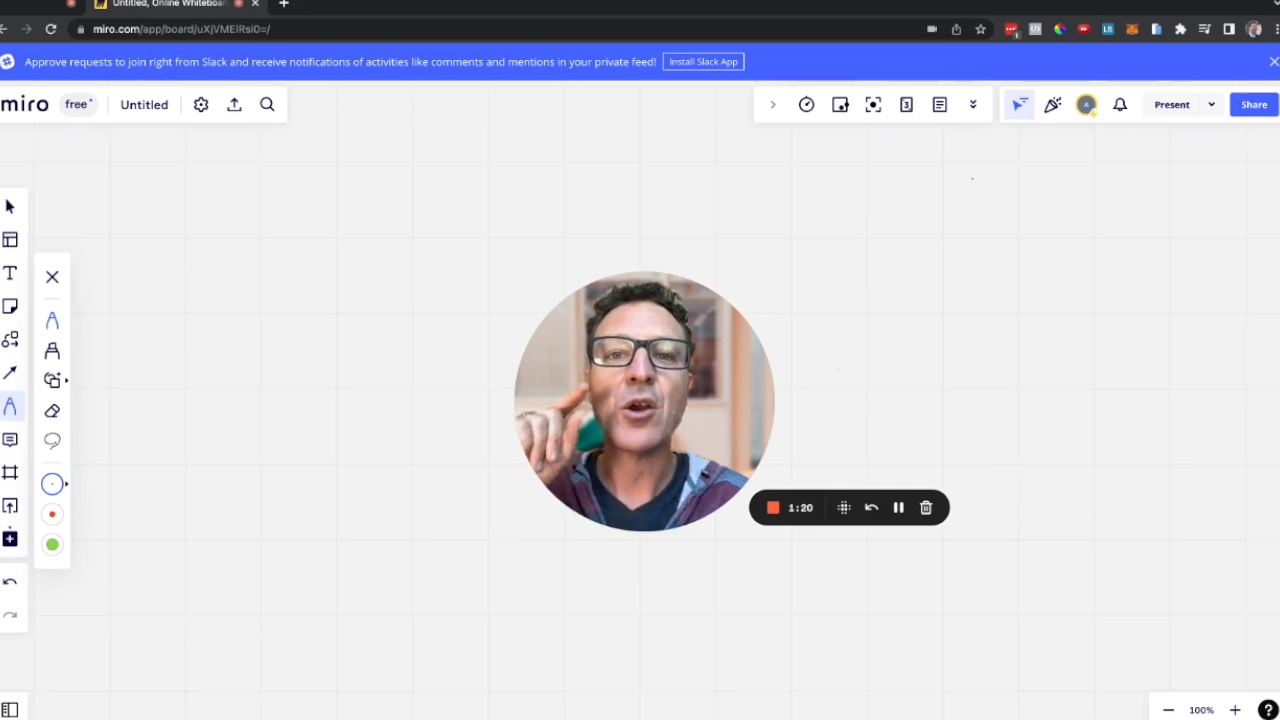 Untitled, Online Whiteboard
miro.com/app/board/uXjVMElRsi0=/
Approve requests to join right from Slack and receive notifications of activities like comments and mentions in your private feed!
Install Slack App
miro
free
Untitled
3
A
Present
Share
1:20
100%
?